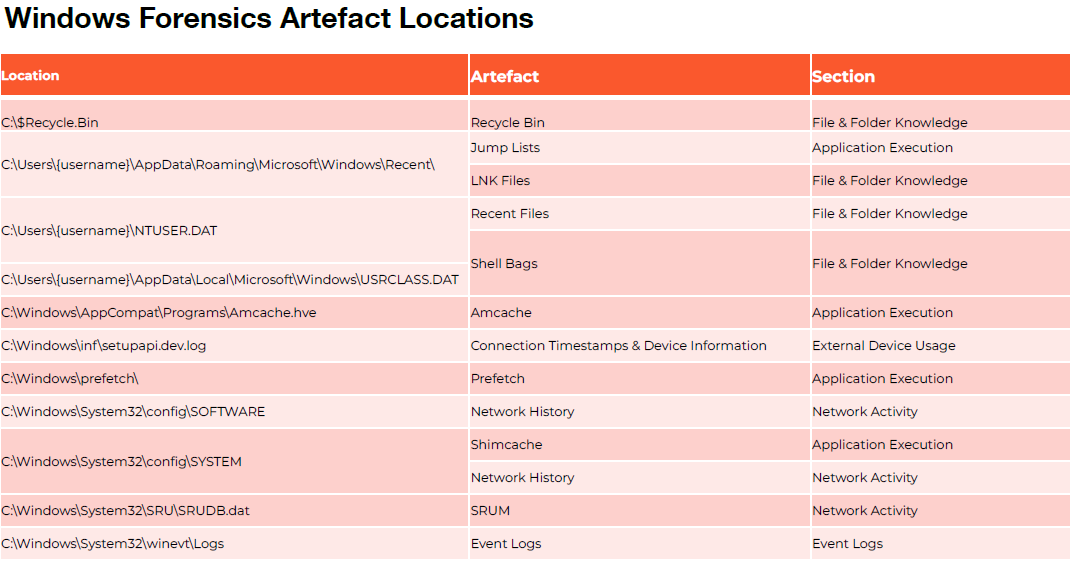 Windows Forensics Artefact Locations
Location Artefact Section
C:\$Recycle.Bin Recycle Bin File & Folder Knowledge
C:\Users\{username}\AppData\Roaming\Microsoft\Windows\Recent\ Jump Lists Application Execution
LNK Files File & Folder Knowledge
C:\Users\{username}\NTUSER.DAT Recent Files File & Folder Knowledge
Shell Bags File & Folder Knowledge
C:\Users\{username}\AppData\Local\Microsoft\Windows\USRCLASS.DAT
C:\Windows\AppCompat\Programs\Amcache.hve Amcache Application Execution
C:\Windows\inf\setupapi.dev.log Connection Timestamps & Device Information External Device Usage
C:\Windows\prefetch\ Prefetch Application Execution
C:\Windows\System32\config\SOFTWARE Network History Network Activity
C:\Windows\System32\config\SYSTEM Shimcache Application Execution
Network History Network Activity
C:\Windows\System32\SRU\SRUDB.dat SRUM Network Activity
C:\Windows\System32\winevt\Logs Event Logs Event Logs